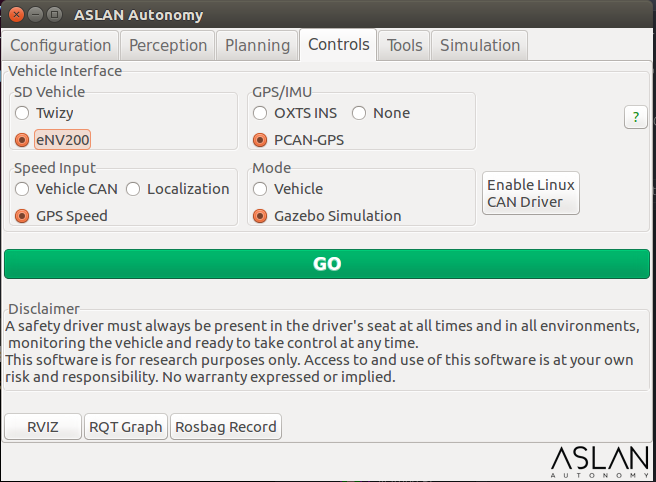 ASLAN Autonomy
Configuration Perception Planning Controls Tools Simulation
Vehicle Interface
SD Vehicle
Twizy
eNV200
GPS/IMU
OXTS INS None
PCAN-GPS
?
Speed Input
Vehicle CAN Localization
GPS Speed
Mode
Vehicle
Gazebo Simulation
Enable Linux
CAN Driver
GO
Disclaimer
A safety driver must always be present in the driver's seat at all times and in all environments,
monitoring the vehicle and ready to take control at any time.
This software is for research purposes only. Access to and use of this software is at your own
risk and responsibility. No warranty expressed or implied.
RVIZ RQT Graph Rosbag Record
ASLAN
AUTONOMY